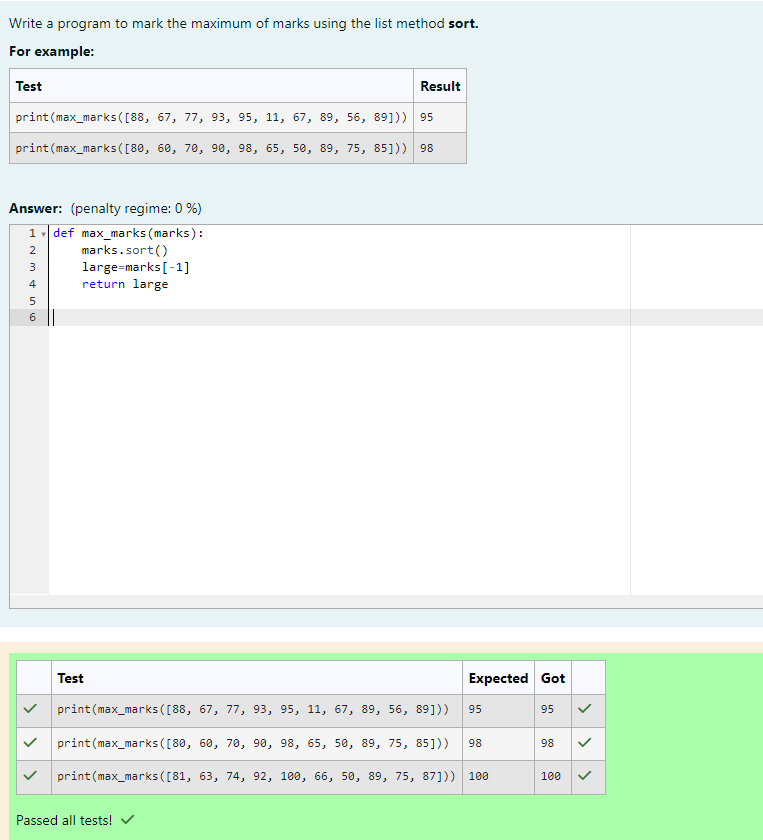 Write a program to mark the maximum of marks using the list method sort.
For example:
Test Result
print(max_marks([88, 67, 77, 93, 95, 11, 67, 89, 56, 89])) 95
print(max_marks([80, 60, 70, 90, 98, 65, 50, 89, 75, 85])) 98
Answer: (penalty regime: 0 %)
1 def max_marks(marks):
2     marks.sort()
3     large=marks[-1]
4     return large
5
6
Test Expected Got
print(max_marks([88, 67, 77, 93, 95, 11, 67, 89, 56, 89])) 95 95
print(max_marks([80, 60, 70, 90, 98, 65, 50, 89, 75, 85])) 98 98
print(max_marks([81, 63, 74, 92, 100, 66, 50, 89, 75, 87])) 100 100
Passed all tests!